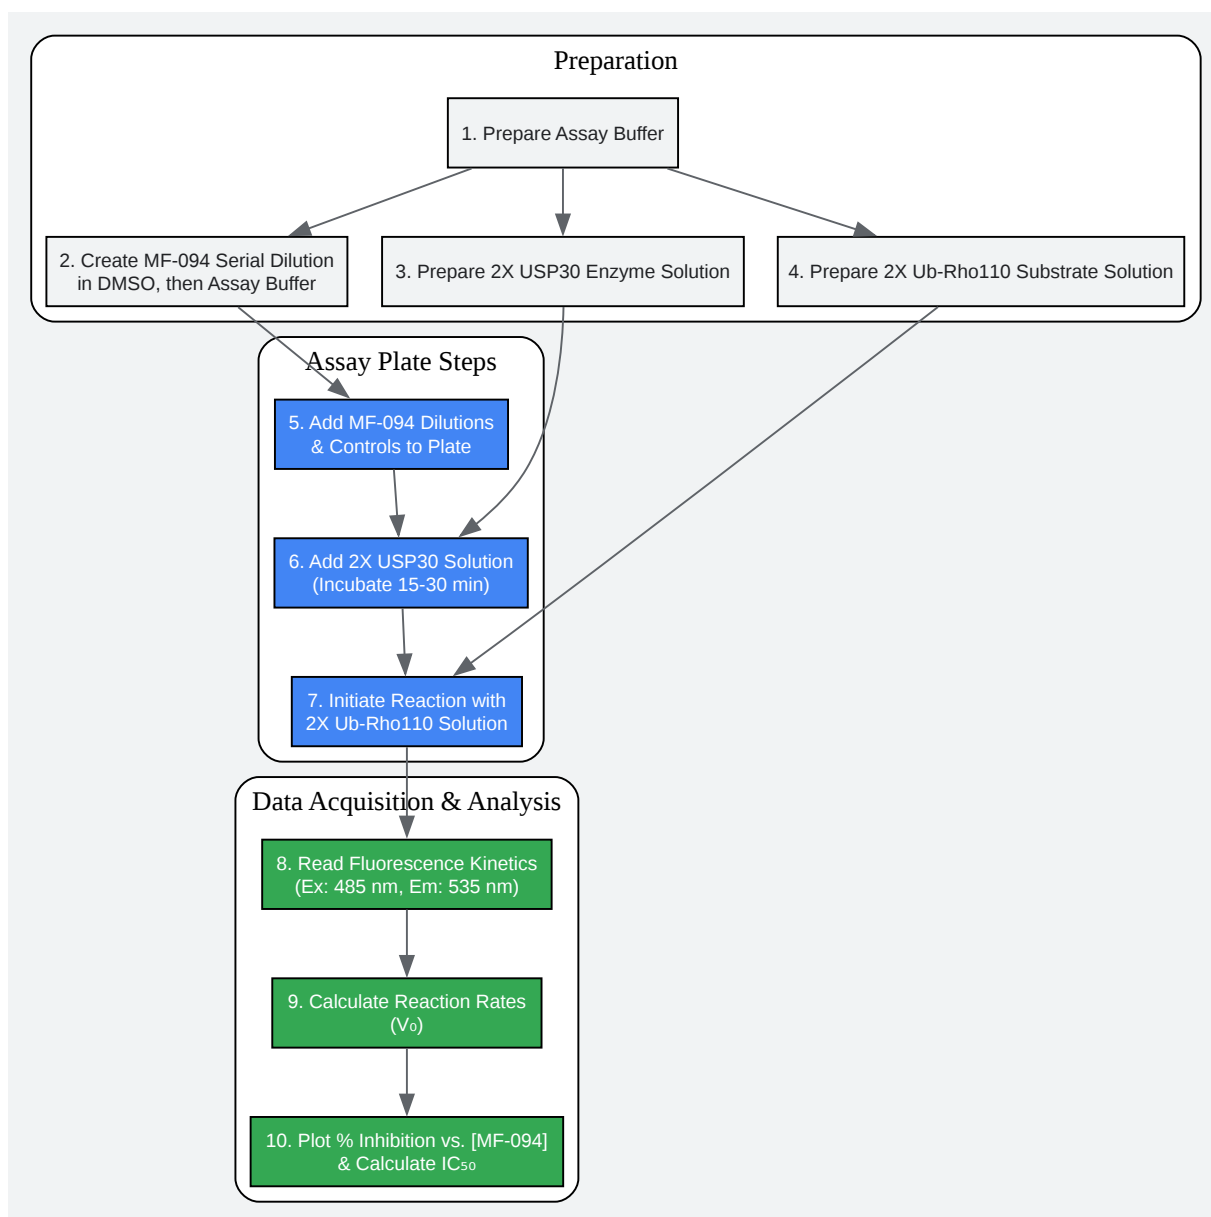 Preparation
1. Prepare Assay Buffer
2. Create MF-094 Serial Dilution
in DMSO, then Assay Buffer
3. Prepare 2X USP30 Enzyme Solution
4. Prepare 2X Ub-Rho110 Substrate Solution
Assay Plate Steps
5. Add MF-094 Dilutions
& Controls to Plate
6. Add 2X USP30 Solution
(Incubate 15-30 min)
7. Initiate Reaction with
2X Ub-Rho110 Solution
Data Acquisition & Analysis
8. Read Fluorescence Kinetics
(Ex: 485 nm, Em: 535 nm)
9. Calculate Reaction Rates
(V₀)
10. Plot % Inhibition vs. [MF-094]
& Calculate IC₅₀